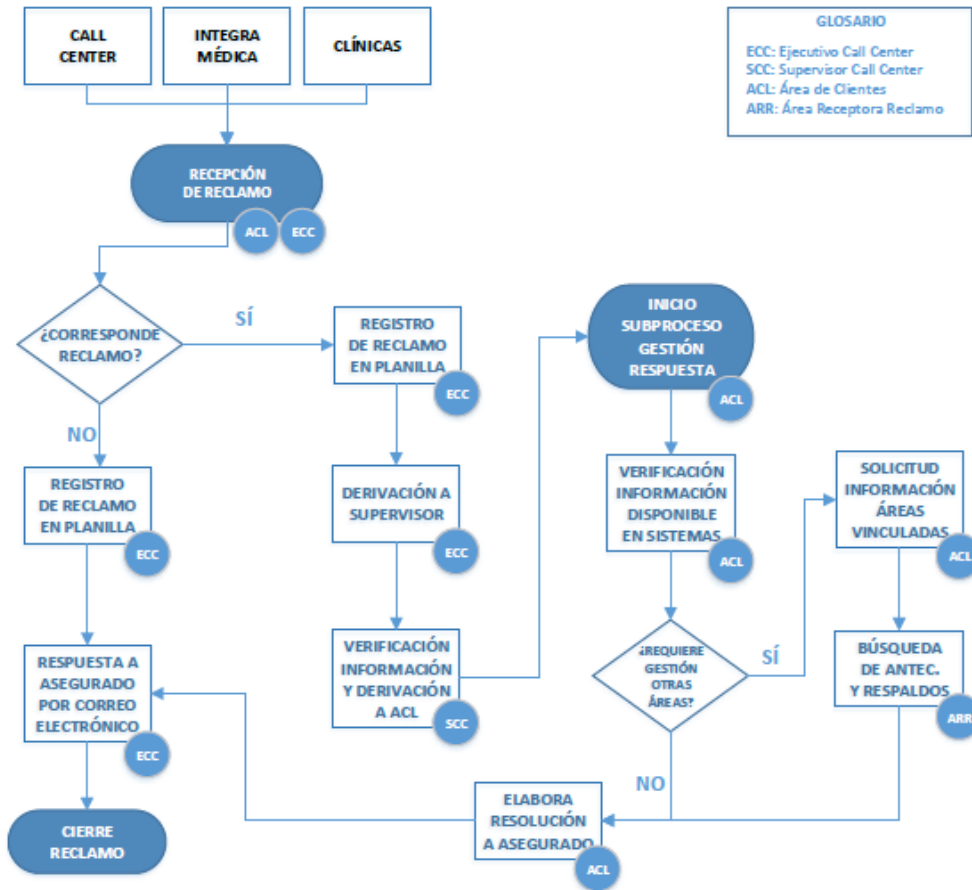 CALL
CENTER
INTEGRA
MÉDICA
CLÍNICAS
GLOSARIO
ECC: Ejecutivo Call Center
SCC: Supervisor Call Center
ACL: Área de Clientes
ARR: Área Receptora Reclamo
RECEPCIÓN
DE RECLAMO
ACL
ECC
¿CORRESPONDE
RECLAMO?
SÍ
REGISTRO
DE RECLAMO
EN PLANILLA
ECC
INICIO
SUBPROCESO
GESTIÓN
RESPUESTA
ACL
NO
REGISTRO
DE RECLAMO
EN PLANILLA
ECC
DERIVACIÓN A
SUPERVISOR
ECC
VERIFICACIÓN
INFORMACIÓN
DISPONIBLE
EN SISTEMAS
ACL
SOLICITUD
INFORMACIÓN
ÁREAS
VINCULADAS
ACL
RESPUESTA A
ASEGURADO
POR CORREO
ELECTRÓNICO
ECC
VERIFICACIÓN
INFORMACIÓN
Y DERIVACIÓN
A ACL
SCC
¿REQUIERE
GESTIÓN
OTRAS
ÁREAS?
SÍ
BÚSQUEDA
DE ANTEC.
Y RESPALDOS
ARR
NO
ELABORA
RESOLUCIÓN
A ASEGURADO
ACL
CIERRE
RECLAMO